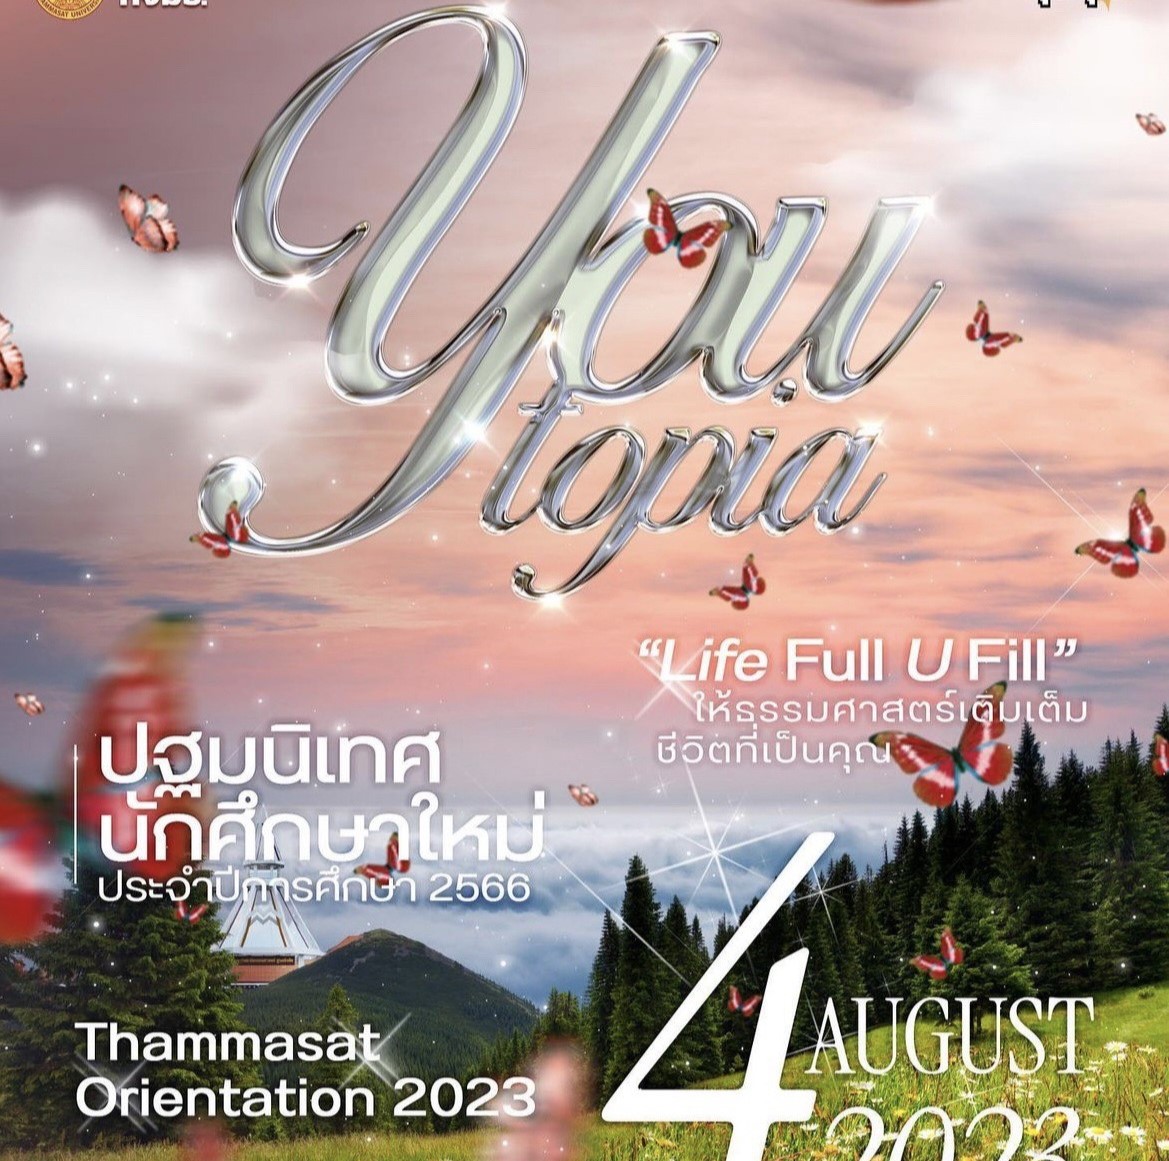 You
topia
“Life Full U Fill”
ให้ธรรมศาสตร์เติมเต็ม
ชีวิตที่เป็นคุณ
ปฐมนิเทศ
นักศึกษาใหม่
ประจำปีการศึกษา 2566
Thammasat
Orientation 2023
4 AUGUST
2023